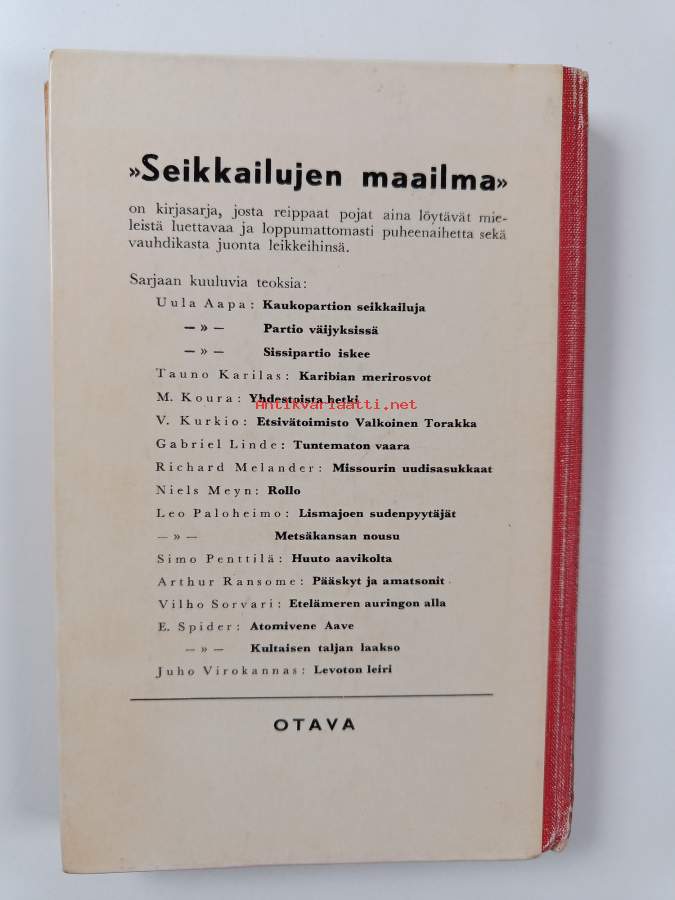 »Seikkailujen maailma»
on kirjasarja, josta reippaat pojat aina löytävät mie-
leistä luettavaa ja loppumattomasti puheenaihetta sekä
vauhdikasta juonta leikkeihinsä.
Sarjaan kuuluvia teoksia:
Uula Aapa: Kaukopartion seikkailuja
— » — Partio väijyksissä
— » — Sissipartio iskee
Tauno Karilas: Karibian merirosvot
M. Koura: Yhdestoista hetki
Antikvariaatti.net
V. Kurkio: Etsivätoimisto Valkoinen Torakka
Gabriel Linde: Tuntematon vaara
Richard Melander: Missourin uudisasukkaat
Niels Meyn: Rollo
Leo Paloheimo: Lismajoen sudenpyytäjät
— » — Metsäkansan nousu
Simo Penttilä: Huuto aavikolta
Arthur Ransome: Pääskyt ja amatsonit
Vilho Sorvari: Etelämeren auringon alla
E. Spider: Atomivene Aave
— » — Kultaisen taljan laakso
Juho Virokannas: Levoton leiri
OTAVA